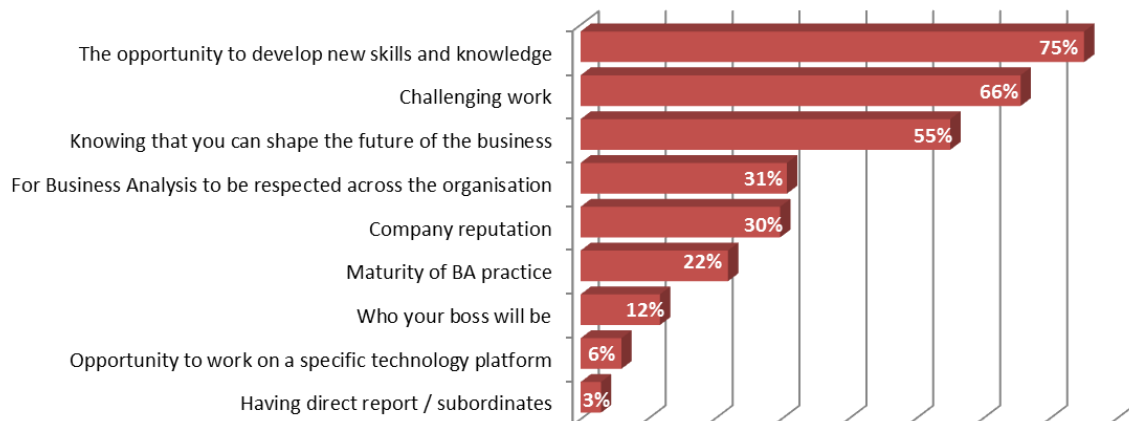 The opportunity to develop new skills and knowledge 75%
Challenging work 66%
Knowing that you can shape the future of the business 55%
For Business Analysis to be respected across the organisation 31%
Company reputation 30%
Maturity of BA practice 22%
Who your boss will be 12%
Opportunity to work on a specific technology platform 6%
Having direct report / subordinates 3%